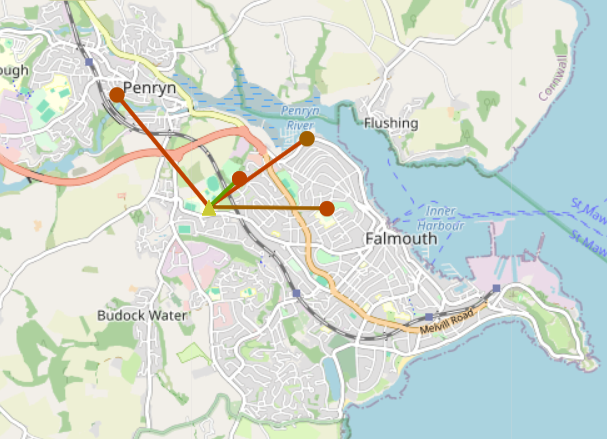 ough
Penryn
Cornwall
Penryn
River
Flushing
St Maw
Inner
Harbour
Falmouth
St Maw
Budock Water
Melvill Road